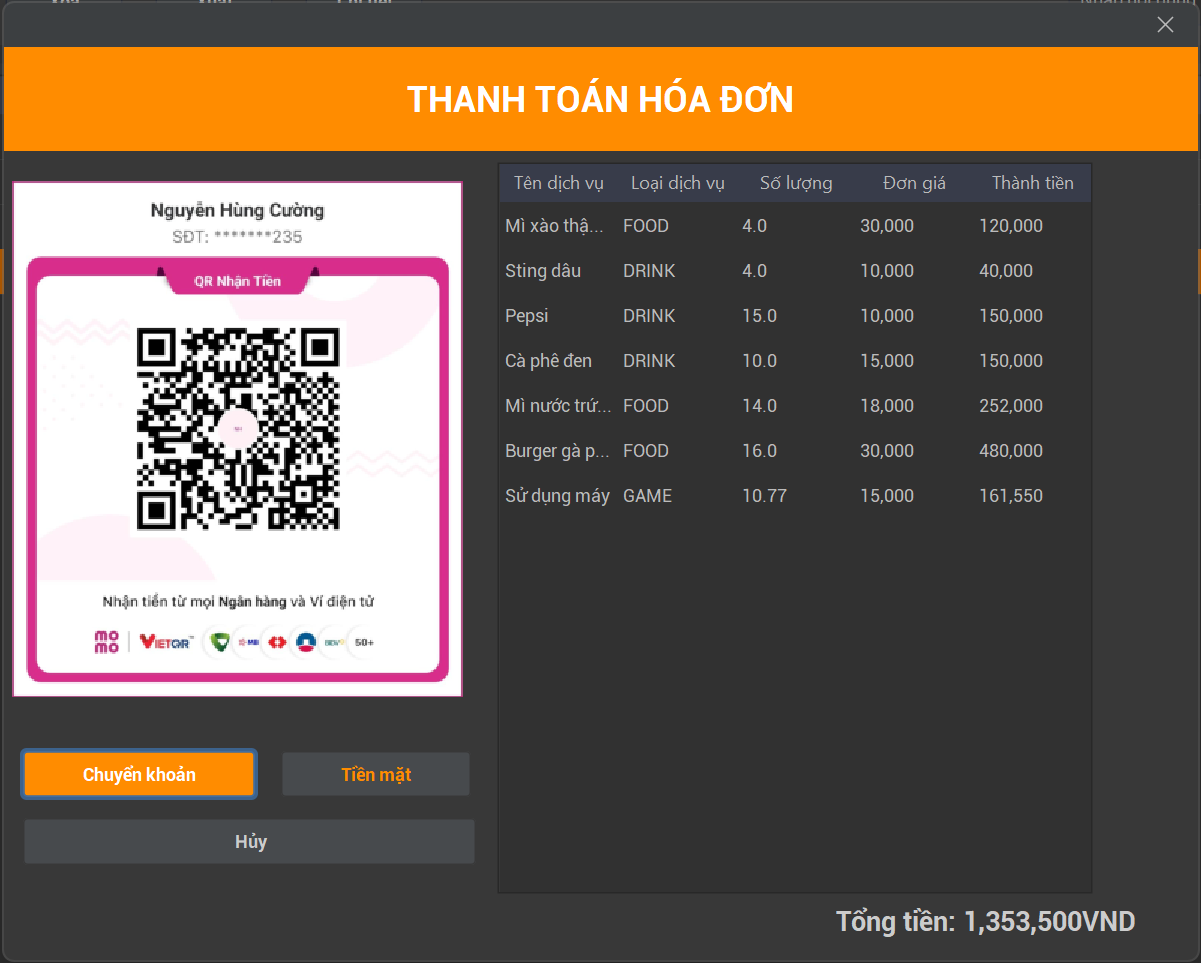 THANH TOÁN HÓA ĐƠN
Nguyễn Hùng Cường
SĐT: *******235
QR Nhận Tiền
Nhận tiền từ mọi Ngân hàng và Ví điện tử
momo VIETQR MB BIDV 50+
Chuyển khoản Tiền mặt
Hủy
Tên dịch vụ Loại dịch vụ Số lượng Đơn giá Thành tiền
Mì xào thậ... FOOD 4.0 30,000 120,000
Sting dâu DRINK 4.0 10,000 40,000
Pepsi DRINK 15.0 10,000 150,000
Cà phê đen DRINK 10.0 15,000 150,000
Mì nước trứ... FOOD 14.0 18,000 252,000
Burger gà p... FOOD 16.0 30,000 480,000
Sử dụng máy GAME 10.77 15,000 161,550
Tổng tiền: 1,353,500VND